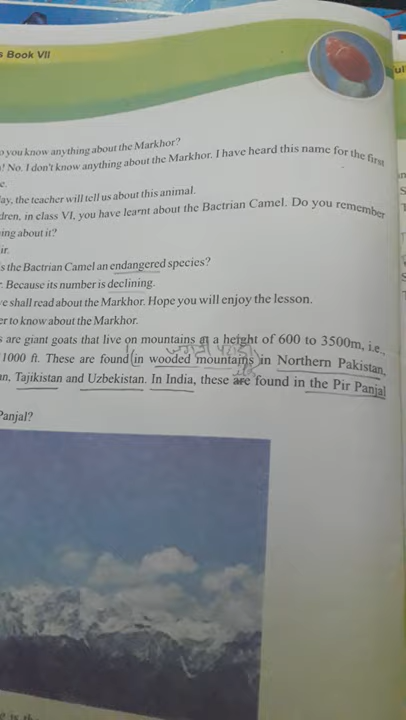 s Book VII
o you know anything about the Markhor?
! No. I don't know anything about the Markhor. I have heard this name for the first
e.
ay, the teacher will tell us about this animal.
dren, in class VI, you have learnt about the Bactrian Camel. Do you remember
ing about it?
ir.
s the Bactrian Camel an endangered species?
. Because its number is declining.
e shall read about the Markhor. Hope you will enjoy the lesson.
er to know about the Markhor.
s are giant goats that live on mountains at a height of 600 to 3500m, i.e.,
1000 ft. These are found in wooded mountains in Northern Pakistan,
an, Tajikistan and Uzbekistan. In India, these are found in the Pir Panjal
Panjal?